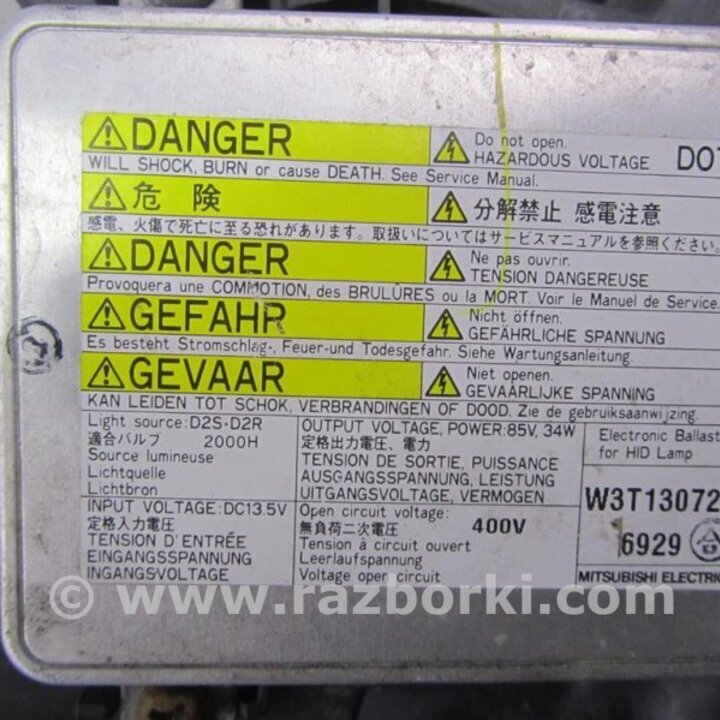 DANGER Do not open.
HAZARDOUS VOLTAGE DOT
WILL SHOCK, BURN or cause DEATH. See Service Manual.
危 険 分解禁止 感電注意
感電、火傷で死亡に至る恐れがあります。取扱いについてはサービスマニュアルを参照ください。
DANGER Ne pas ouvrir.
TENSION DANGEREUSE
Provoquera une COMMOTION, des BRULURES ou la MORT. Voir le Manuel de Service
GEFAHR Nicht öffnen.
GEFÄHRLICHE SPANNUNG
Es besteht Stromschlag-, Feuer-und Todesgefahr. Siehe Wartungsanleitung.
GEVAAR Niet openen.
GEVAARLIJKE SPANNING
KAN LEIDEN TOT SCHOK, VERBRANDINGEN OF DOOD. Zie de gebruiksaanwijzing.
Light source:D2S・D2R
適合バルブ 2000H
Source lumineuse
Lichtquelle
Lichtbron
OUTPUT VOLTAGE, POWER:85V, 34W
定格出力電圧、電力
TENSION DE SORTIE, PUISSANCE
AUSGANGSSPANNUNG, LEISTUNG
UITGANGSVOLTAGE, VERMOGEN
Electronic Ballast
for HID Lamp
INPUT VOLTAGE:DC13.5V
定格入力電圧
TENSION D'ENTRÉE
EINGANGSSPANNUNG
INGANGSVOLTAGE
Open circuit voltage:
無負荷二次電圧 400V
Tension à circuit ouvert
Leerlaufspannung
Voltage open circuit
W3T13072
6929 合
MITSUBISHI ELECTRIC
© www.razborki.com